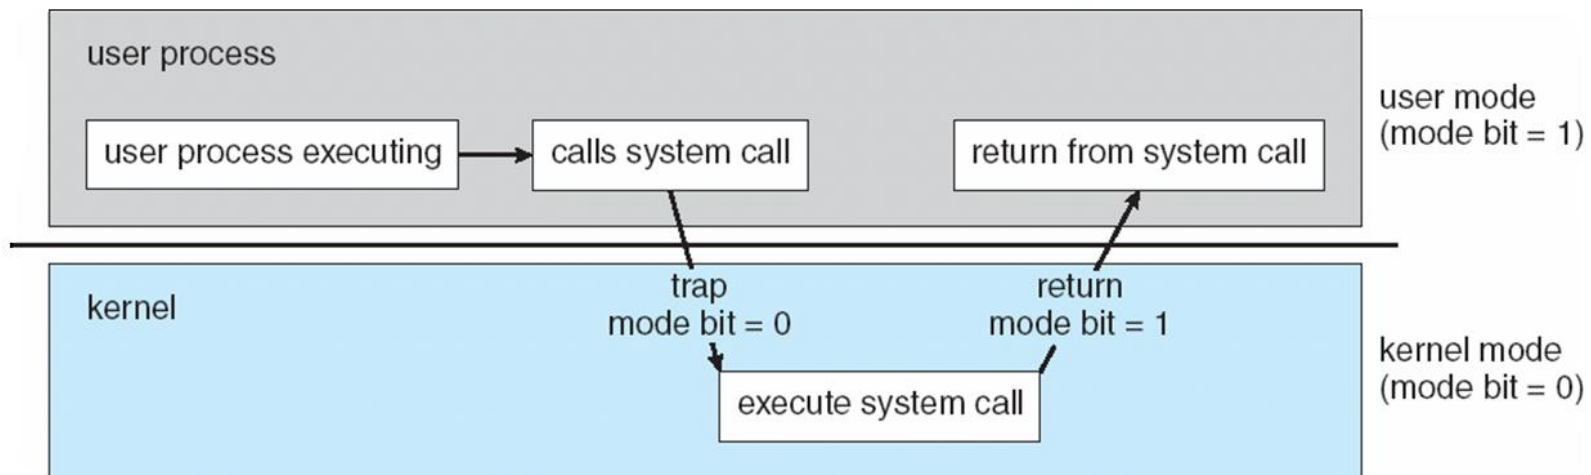 user process
user process executing
calls system call
return from system call
user mode
(mode bit = 1)
kernel
trap
mode bit = 0
return
mode bit = 1
execute system call
kernel mode
(mode bit = 0)